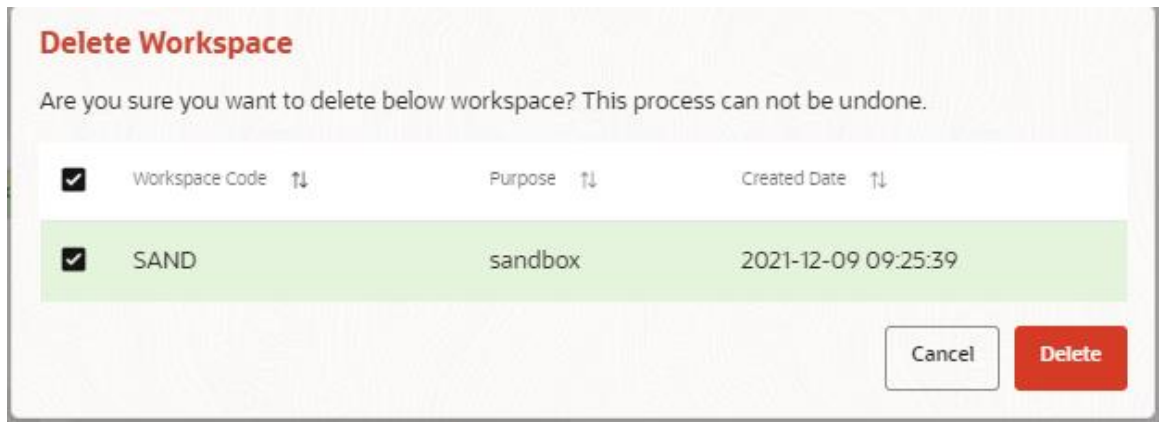 Delete Workspace
Are you sure you want to delete below workspace? This process can not be undone.
Workspace Code Purpose Created Date
SAND sandbox 2021-12-09 09:25:39
Cancel Delete